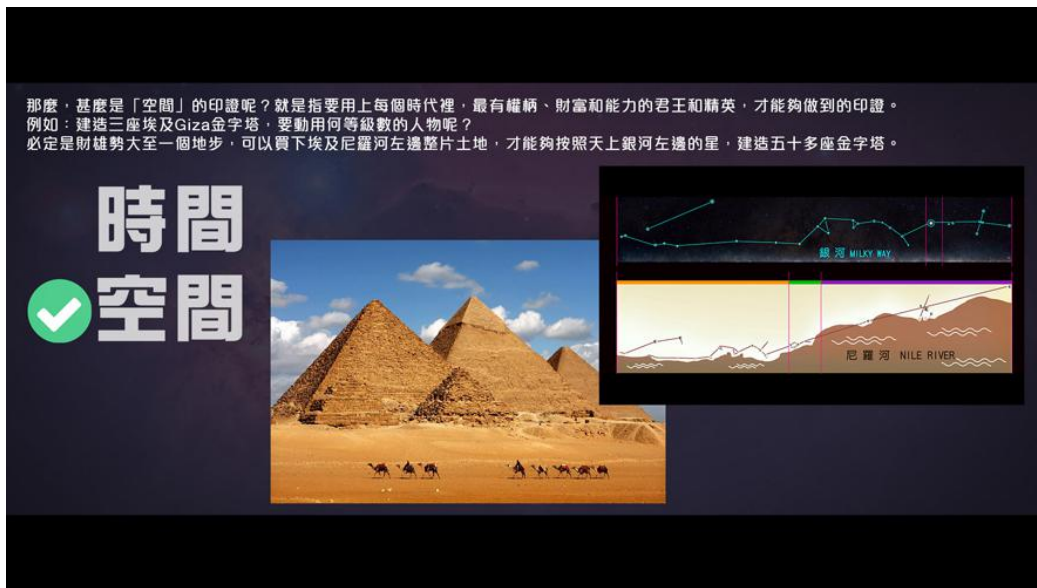 那麼，甚麼是「空間」的印證呢？就是指要用上每個時代裡，最有權柄、財富和能力的君王和精英，才能夠做到的印證。
例如：建造三座埃及Giza金字塔，要動用何等級數的人物呢？
必定是財雄勢大至一個地步，可以買下埃及尼羅河左邊整片土地，才能夠按照天上銀河左邊的星，建造五十多座金字塔。
時間
空間
銀河 MILKY WAY
尼羅河 NILE RIVER